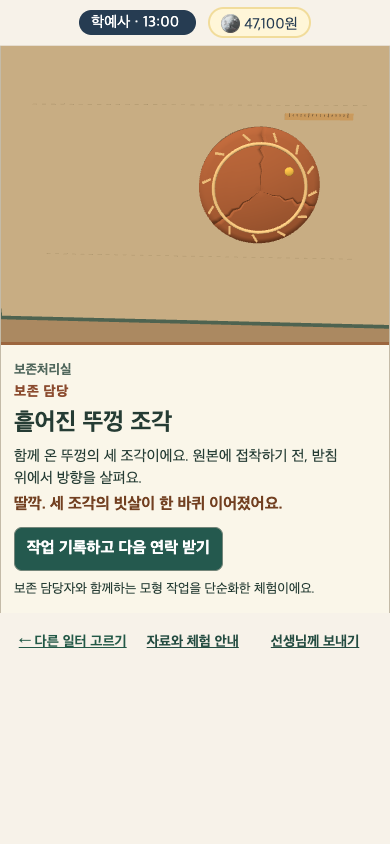 학예사 · 13:00
47,100원
보존처리실
보존 담당
흩어진 뚜껑 조각
함께 온 뚜껑의 세 조각이에요. 원본에 접착하기 전, 받침
위에서 방향을 살펴요.
딸깍. 세 조각의 빗살이 한 바퀴 이어졌어요.
작업 기록하고 다음 연락 받기
보존 담당자와 함께하는 모형 작업을 단순화한 체험이에요.
← 다른 일터 고르기 자료와 체험 안내 선생님께 보내기